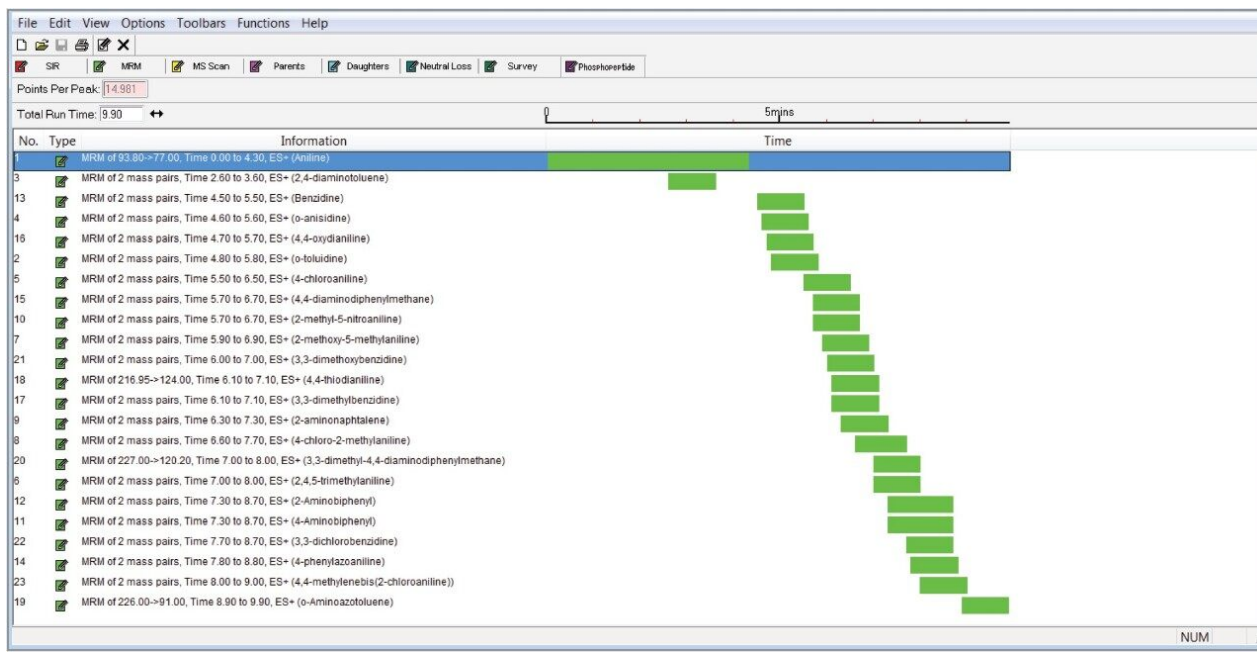 File Edit View Options Toolbars Functions Help
SIR MRM MS Scan Parents Daughters Neutral Loss Survey Phosphopeptide
Points Per Peak: 14.981
Total Run Time: 9.90 0 5mins
No. Type Information Time
1 MRM of 93.80->77.00, Time 0.00 to 4.30, ES+ (Aniline)
3 MRM of 2 mass pairs, Time 2.60 to 3.60, ES+ (2,4-diaminotoluene)
13 MRM of 2 mass pairs, Time 4.50 to 5.50, ES+ (Benzidine)
4 MRM of 2 mass pairs, Time 4.60 to 5.60, ES+ (o-anisidine)
16 MRM of 2 mass pairs, Time 4.70 to 5.70, ES+ (4,4-oxydianiline)
2 MRM of 2 mass pairs, Time 4.80 to 5.80, ES+ (o-toluidine)
5 MRM of 2 mass pairs, Time 5.50 to 6.50, ES+ (4-chloroaniline)
15 MRM of 2 mass pairs, Time 5.70 to 6.70, ES+ (4,4-diaminodiphenylmethane)
10 MRM of 2 mass pairs, Time 5.70 to 6.70, ES+ (2-methyl-5-nitroaniline)
7 MRM of 2 mass pairs, Time 5.90 to 6.90, ES+ (2-methoxy-5-methylaniline)
21 MRM of 2 mass pairs, Time 6.00 to 7.00, ES+ (3,3-dimethoxybenzidine)
18 MRM of 216.95->124.00, Time 6.10 to 7.10, ES+ (4,4-thiodianiline)
17 MRM of 2 mass pairs, Time 6.10 to 7.10, ES+ (3,3-dimethylbenzidine)
9 MRM of 2 mass pairs, Time 6.30 to 7.30, ES+ (2-aminonaphtalene)
8 MRM of 2 mass pairs, Time 6.60 to 7.70, ES+ (4-chloro-2-methylaniline)
20 MRM of 227.00->120.20, Time 7.00 to 8.00, ES+ (3,3-dimethyl-4,4-diaminodiphenylmethane)
6 MRM of 2 mass pairs, Time 7.00 to 8.00, ES+ (2,4,5-trimethylaniline)
12 MRM of 2 mass pairs, Time 7.30 to 8.70, ES+ (2-Aminobiphenyl)
11 MRM of 2 mass pairs, Time 7.30 to 8.70, ES+ (4-Aminobiphenyl)
22 MRM of 2 mass pairs, Time 7.70 to 8.70, ES+ (3,3-dichlorobenzidine)
14 MRM of 2 mass pairs, Time 7.80 to 8.80, ES+ (4-phenylazoaniline)
23 MRM of 2 mass pairs, Time 8.00 to 9.00, ES+ (4,4-methylenebis(2-chloroaniline))
19 MRM of 226.00->91.00, Time 8.90 to 9.90, ES+ (o-Aminoazotoluene)
NUM